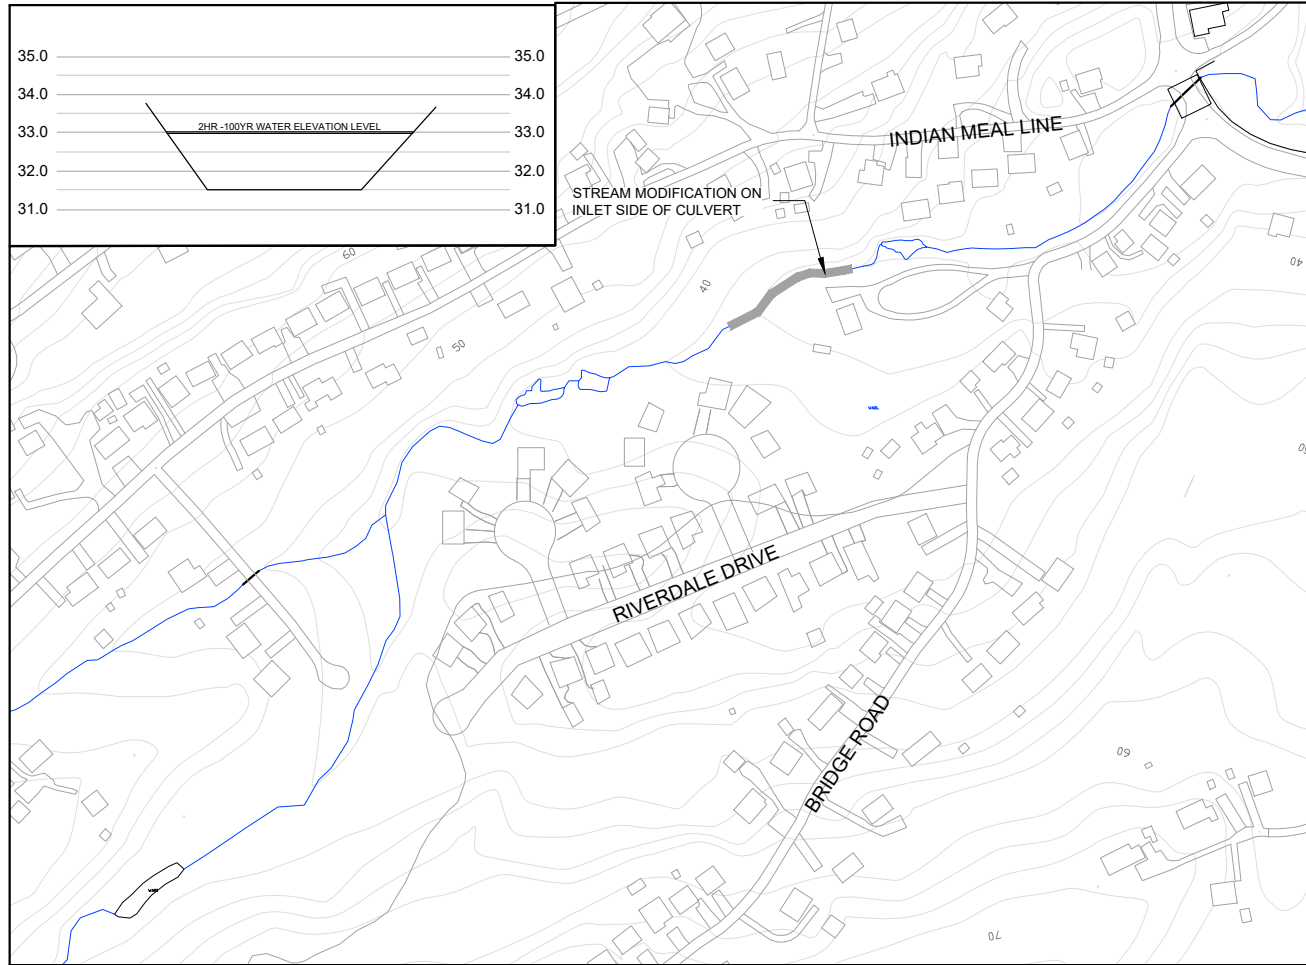 35.0 35.0
34.0 34.0
2HR -100YR WATER ELEVATION LEVEL
33.0 33.0
32.0 32.0
31.0 31.0
INDIAN MEAL LINE
STREAM MODIFICATION ON
INLET SIDE OF CULVERT
60
40
40
50
RIVERDALE DRIVE
BRIDGE ROAD
60
70